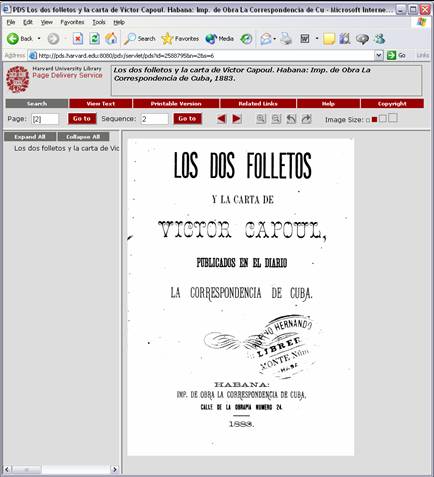 PDS Los dos folletos y la carta de Victor Capoul. Habana: Imp. de Obra La Correspondencia de Cu - Microsoft Interne
File Edit View Favorites Tools Help
Back Search Favorites
Address http://pds.harvard.edu:8080/pdx/servlet/pds?id=2588795&n=2&s=6 Go Links
Harvard University Library
Page Delivery Service
Los dos folletos y la carta de Victor Capoul. Habana: Imp. de Obra La
Correspondencia de Cuba, 1883.
Search View Text Printable Version Related Links Help Copyright
Page: [2] Go to Sequence: 2 Go to Image Size:
Expand All Collapse All
Los dos folletos y la carta de Vic
LOS DOS FOLLETOS
Y LA CARTA DE
VICTOR CAPOUL,
PUBLICADOS EN EL DIARIO
LA CORRESPONDENCIA DE CUBA.
HERNANDO
LIBRER
MONTE Núm
HABANA:
IMP. DE OBRA LA CORRESPONDENCIA DE CUBA,
CALLE DE LA OBRAPIA NUMERO 24.
1883.
Internet